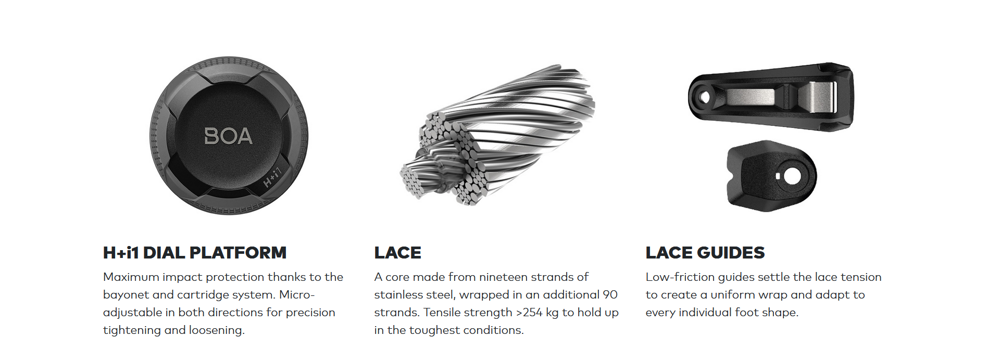 BOA
H+i1
H+i1 DIAL PLATFORM
Maximum impact protection thanks to the
bayonet and cartridge system. Micro-
adjustable in both directions for precision
tightening and loosening.
LACE
A core made from nineteen strands of
stainless steel, wrapped in an additional 90
strands. Tensile strength >254 kg to hold up
in the toughest conditions.
LACE GUIDES
Low-friction guides settle the lace tension
to create a uniform wrap and adapt to
every individual foot shape.